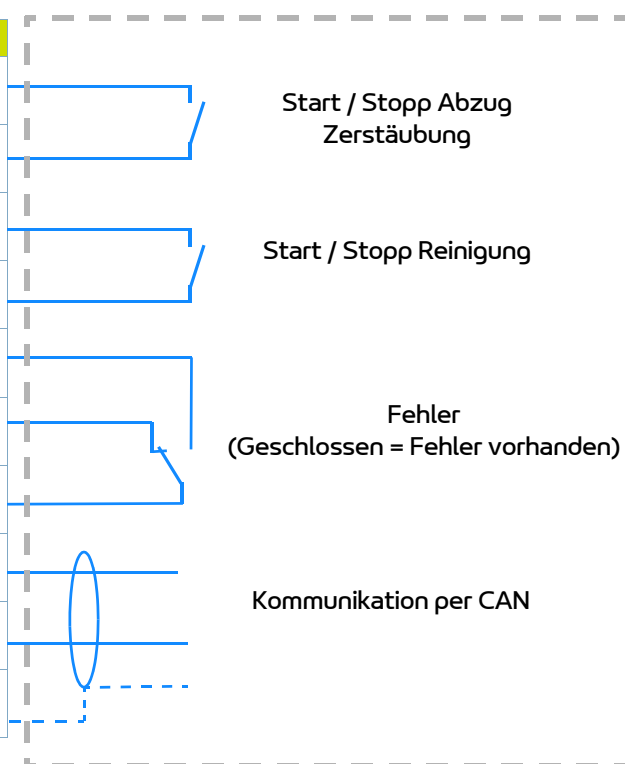 Start / Stopp Abzug
Zerstäubung
Start / Stopp Reinigung
Fehler
(Geschlossen = Fehler vorhanden)
Kommunikation per CAN